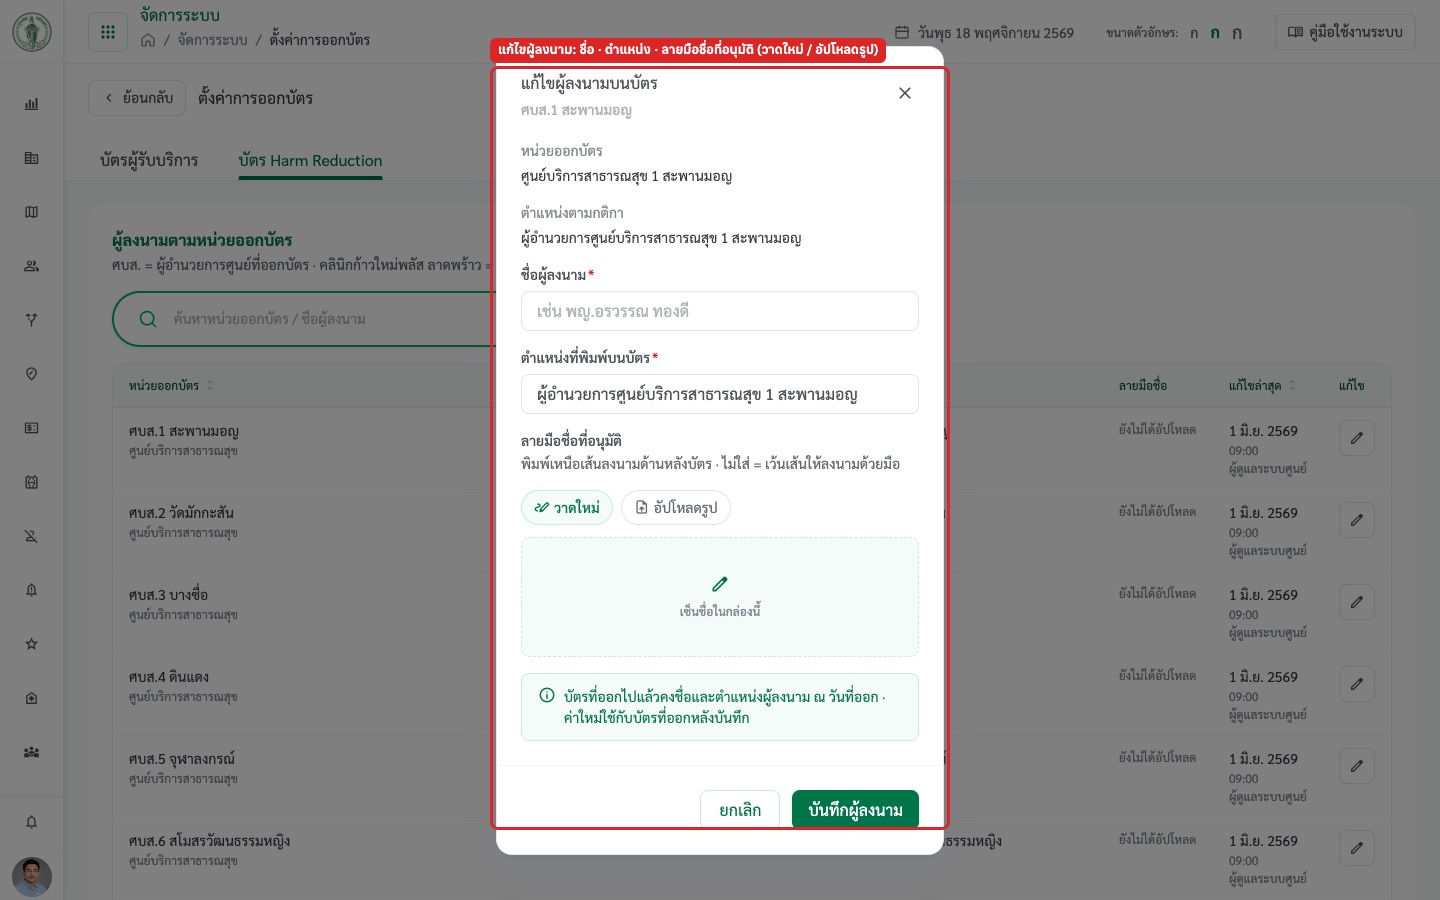 จัดการระบบ
จัดการระบบ / ตั้งค่าการออกบัตร
วันพุธ 18 พฤศจิกายน 2569
ขนาดตัวอักษร: ก ก ก
คู่มือใช้งานระบบ
แก้ไขผู้ลงนาม: ชื่อ · ตำแหน่ง · ลายมือชื่อที่อนุมัติ (วาดใหม่ / อัปโหลดรูป)
ย้อนกลับ
ตั้งค่าการออกบัตร
บัตรผู้รับบริการ
บัตร Harm Reduction
ผู้ลงนามตามหน่วยออกบัตร
ศบส. = ผู้อำนวยการศูนย์ที่ออกบัตร · คลินิกก้าวใหม่พลัส ลาดพร้าว =
ค้นหาหน่วยออกบัตร / ชื่อผู้ลงนาม
หน่วยออกบัตร
ลายมือชื่อ
แก้ไขล่าสุด
แก้ไข
ศบส.1 สะพานมอญ
ศูนย์บริการสาธารณสุข
ยังไม่ได้อัปโหลด
1 มิ.ย. 2569
09:00
ผู้ดูแลระบบศูนย์
ศบส.2 วัดมักกะสัน
ศูนย์บริการสาธารณสุข
ยังไม่ได้อัปโหลด
1 มิ.ย. 2569
09:00
ผู้ดูแลระบบศูนย์
ศบส.3 บางซื่อ
ศูนย์บริการสาธารณสุข
ยังไม่ได้อัปโหลด
1 มิ.ย. 2569
09:00
ผู้ดูแลระบบศูนย์
ศบส.4 ดินแดง
ศูนย์บริการสาธารณสุข
ยังไม่ได้อัปโหลด
1 มิ.ย. 2569
09:00
ผู้ดูแลระบบศูนย์
ศบส.5 จุฬาลงกรณ์
ศูนย์บริการสาธารณสุข
ยังไม่ได้อัปโหลด
1 มิ.ย. 2569
09:00
ผู้ดูแลระบบศูนย์
ศบส.6 สโมสรวัฒนธรรมหญิง
ศูนย์บริการสาธารณสุข
ธรรมหญิง
ยังไม่ได้อัปโหลด
1 มิ.ย. 2569
09:00
ผู้ดูแลระบบศูนย์
แก้ไขผู้ลงนามบนบัตร
ศบส.1 สะพานมอญ
หน่วยออกบัตร
ศูนย์บริการสาธารณสุข 1 สะพานมอญ
ตำแหน่งตามกติกา
ผู้อำนวยการศูนย์บริการสาธารณสุข 1 สะพานมอญ
ชื่อผู้ลงนาม*
เช่น พญ.อรวรรณ ทองดี
ตำแหน่งที่พิมพ์บนบัตร*
ผู้อำนวยการศูนย์บริการสาธารณสุข 1 สะพานมอญ
ลายมือชื่อที่อนุมัติ
พิมพ์เหนือเส้นลงนามด้านหลังบัตร · ไม่ใส่ = เว้นเส้นให้ลงนามด้วยมือ
วาดใหม่
อัปโหลดรูป
เซ็นชื่อในกล่องนี้
บัตรที่ออกไปแล้วคงชื่อและตำแหน่งผู้ลงนาม ณ วันที่ออก ·
ค่าใหม่ใช้กับบัตรที่ออกหลังบันทึก
ยกเลิก
บันทึกผู้ลงนาม